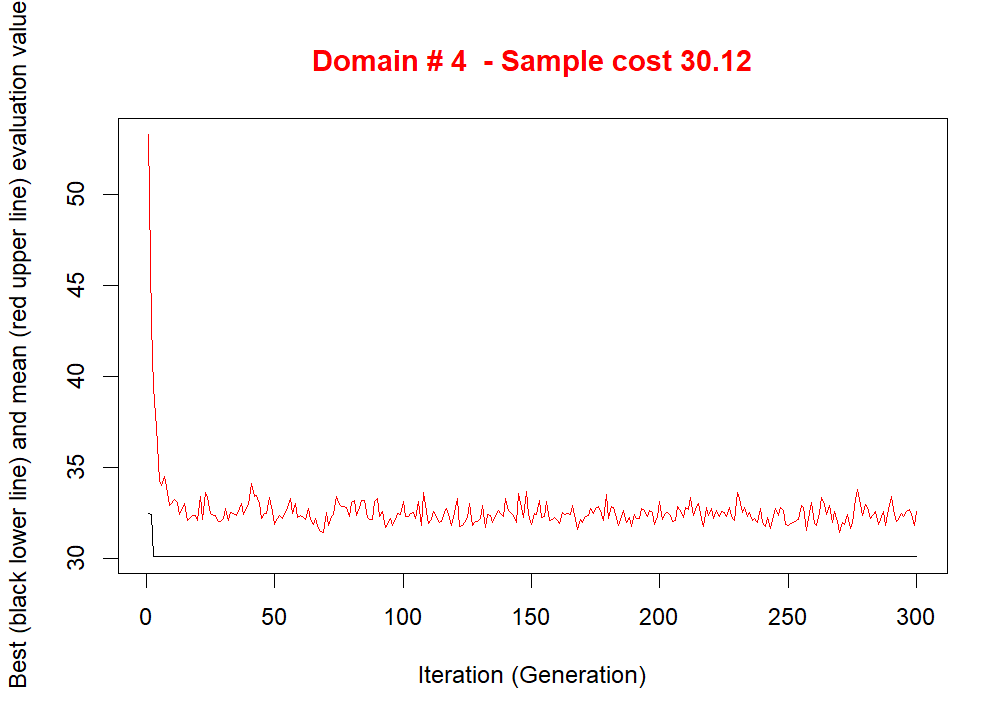 Domain # 4  - Sample cost 30.12
Best (black lower line) and mean (red upper line) evaluation value
50
45
40
35
30
0 50 100 150 200 250 300
Iteration (Generation)